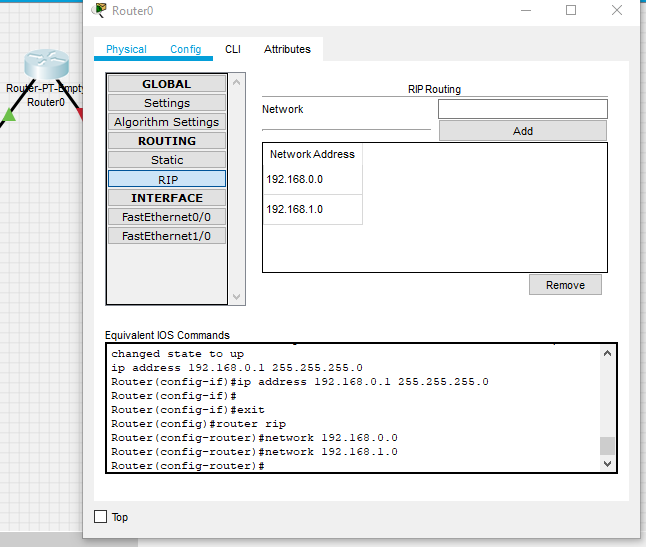 Router0
Physical Config CLI Attributes
Router-PT-Empty
Router0
GLOBAL
Settings
Algorithm Settings
ROUTING
Static
RIP
INTERFACE
FastEthernet0/0
FastEthernet1/0
RIP Routing
Network
Add
Network Address
192.168.0.0
192.168.1.0
Remove
Equivalent IOS Commands
changed state to up
ip address 192.168.0.1 255.255.255.0
Router(config-if)#ip address 192.168.0.1 255.255.255.0
Router(config-if)#
Router(config-if)#exit
Router(config)#router rip
Router(config-router)#network 192.168.0.0
Router(config-router)#network 192.168.1.0
Router(config-router)#
Top